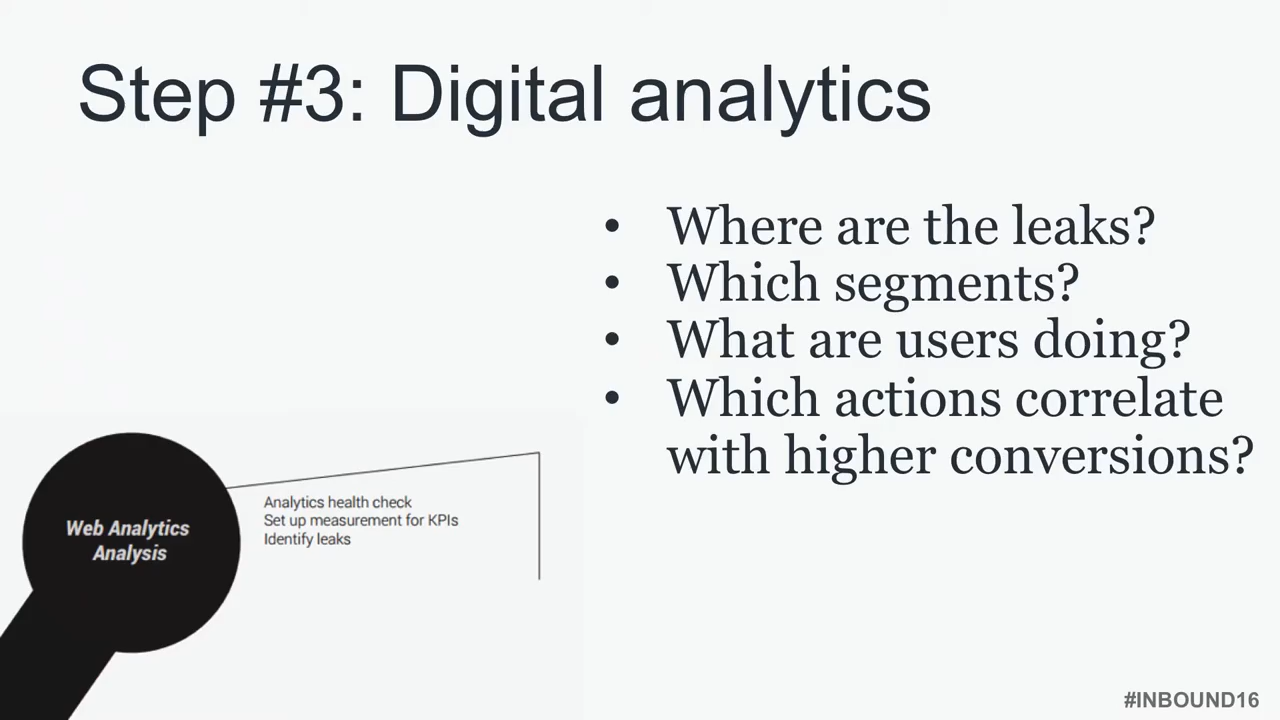 Step #3: Digital analytics
• Where are the leaks?
• Which segments?
• What are users doing?
• Which actions correlate
with higher conversions?
Web Analytics
Analysis
Analytics health check
Set up measurement for KPIs
Identify leaks
#INBOUND16